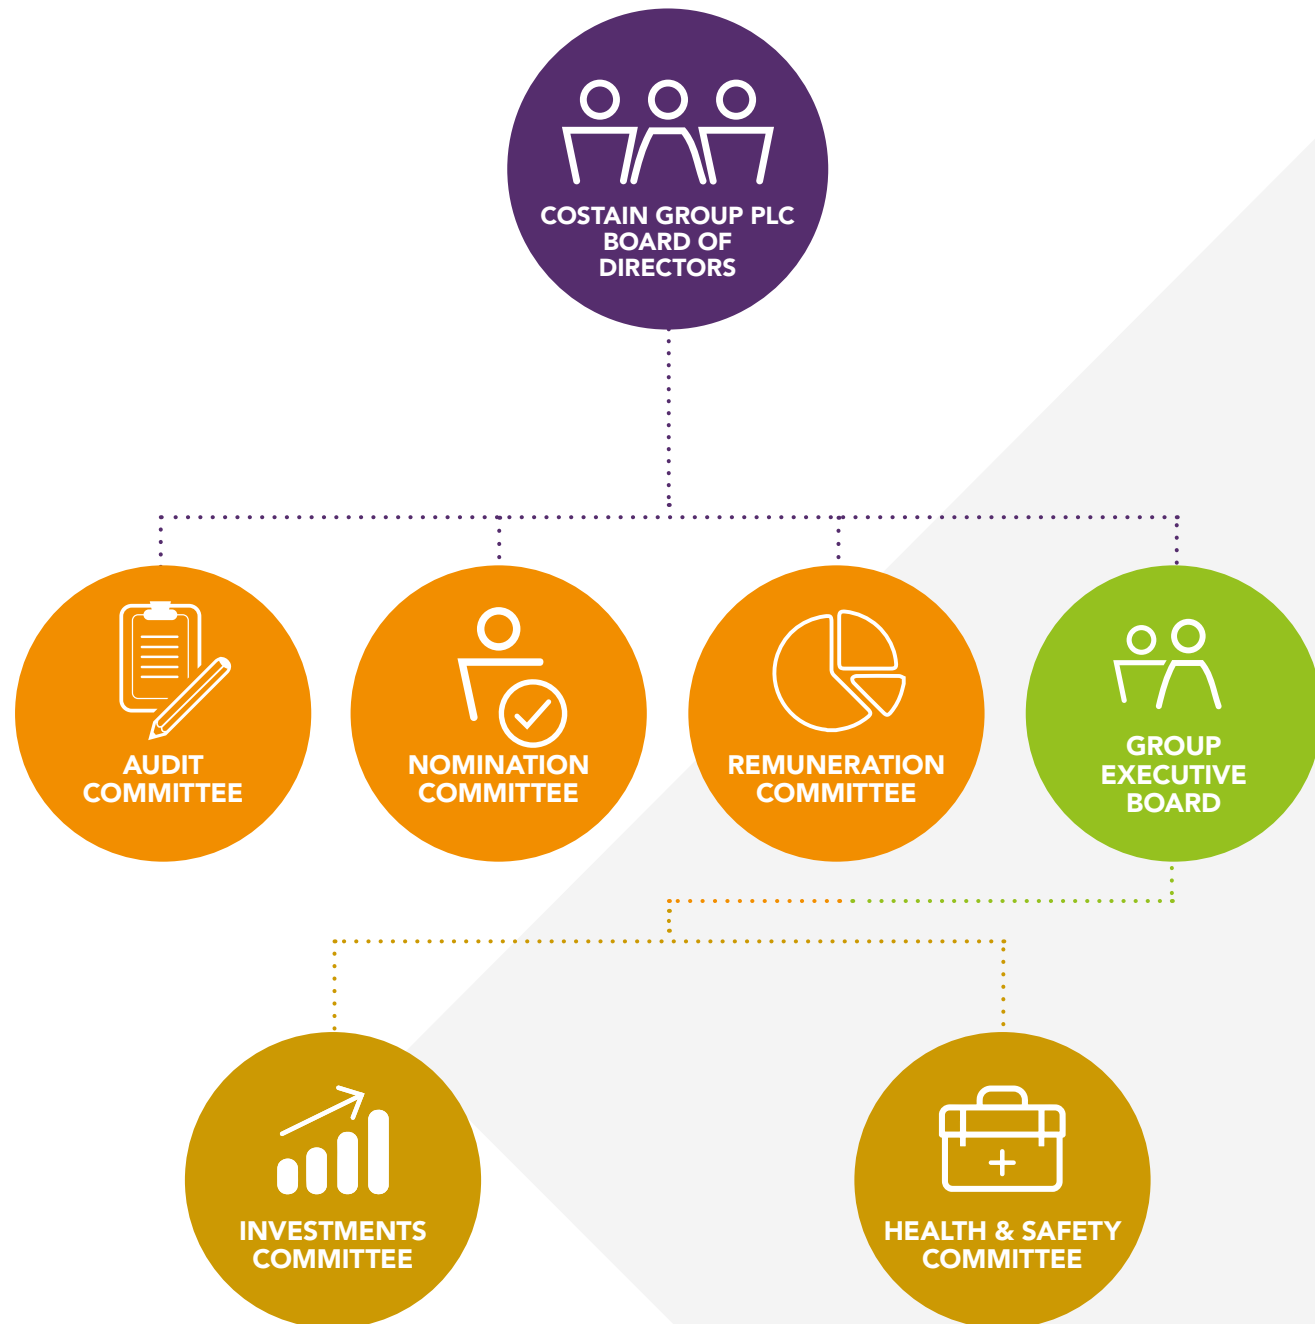 COSTAIN GROUP PLC
BOARD OF
DIRECTORS
AUDIT
COMMITTEE
NOMINATION
COMMITTEE
REMUNERATION
COMMITTEE
GROUP
EXECUTIVE
BOARD
INVESTMENTS
COMMITTEE
HEALTH & SAFETY
COMMITTEE